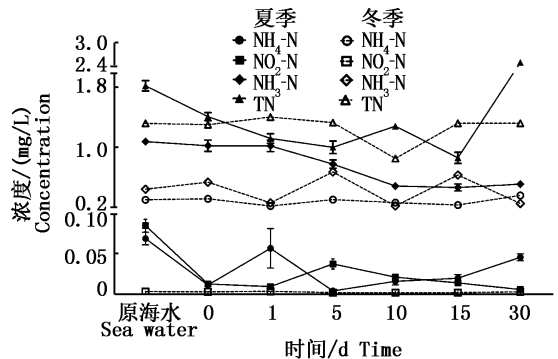 夏季 冬季
NH₄-N NH₄-N
NO₂-N NO₂-N
NH₃-N NH₃-N
TN TN
3.0
2.4
1.8
1.0
0.2
0.10
0.05
0
浓度/(mg/L)
Concentration
原海水 0 1 5 10 15 30
Sea water
时间/d Time